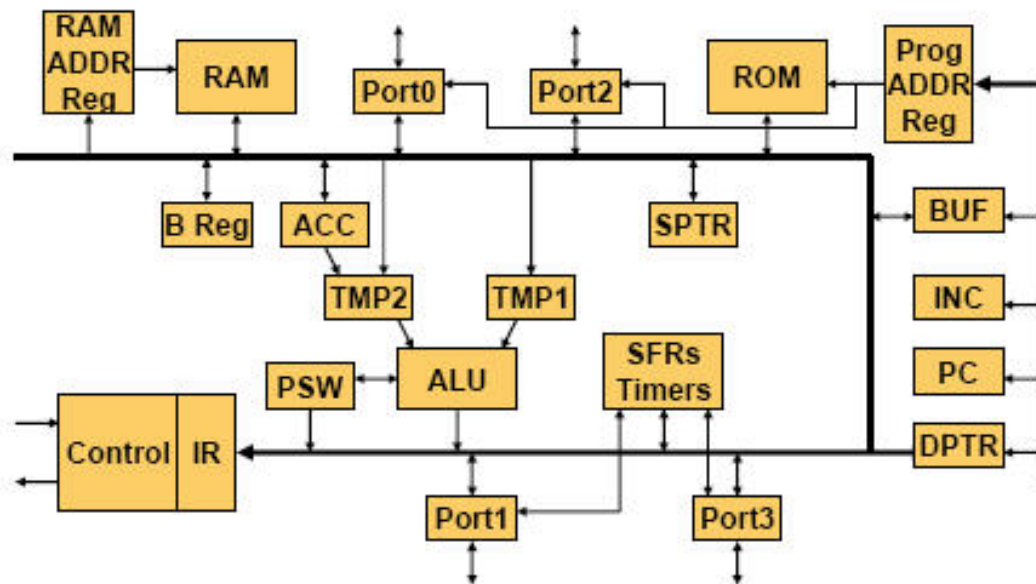 RAM
ADDR
Reg
RAM
Port0
Port2
ROM
Prog
ADDR
Reg
B Reg
ACC
SPTR
BUF
TMP2
TMP1
INC
PSW
ALU
SFRs
Timers
PC
Control
IR
DPTR
Port1
Port3